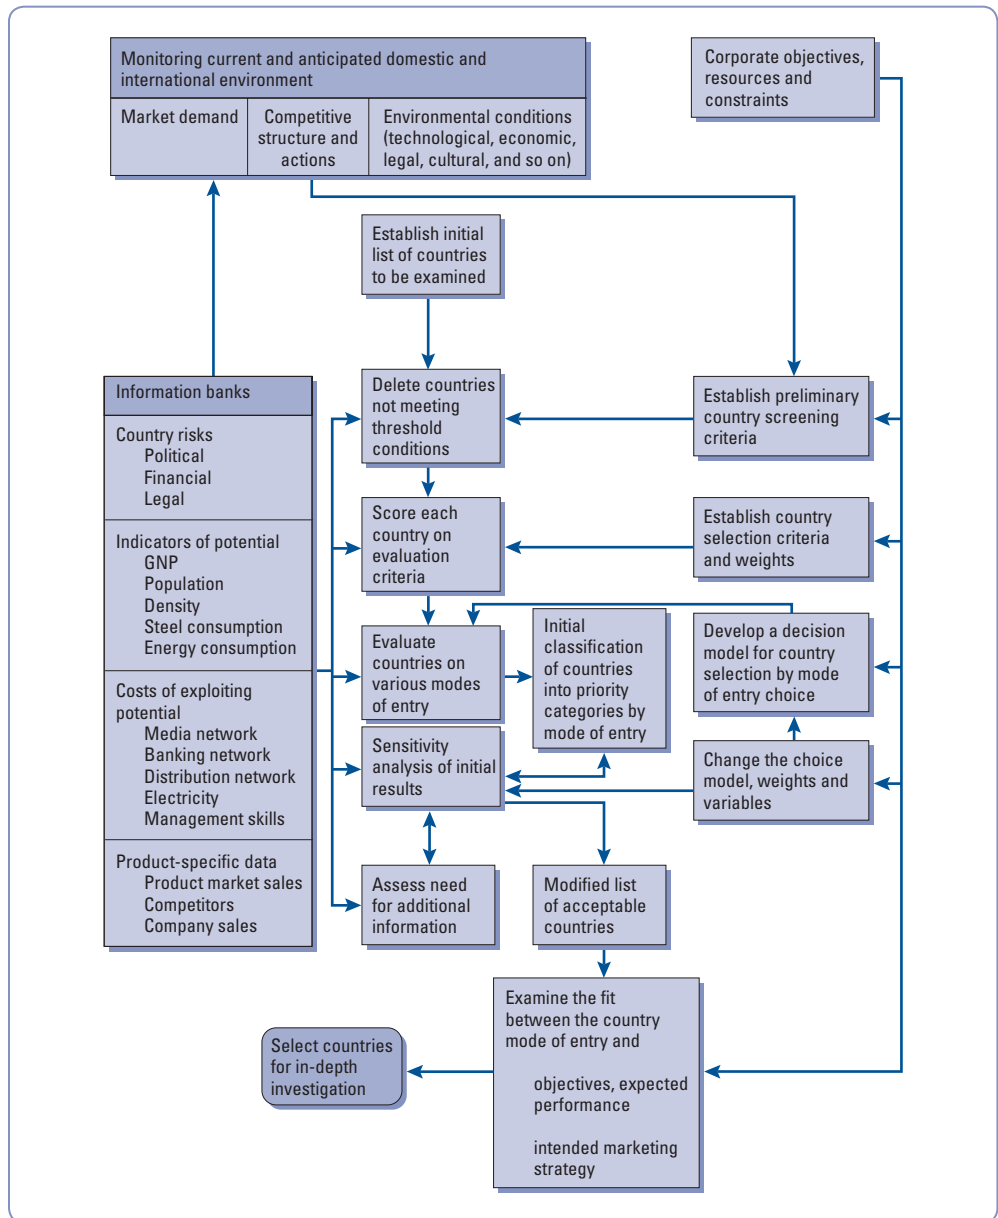 Monitoring current and anticipated domestic and
international environment
Market demand
Competitive
structure and
actions
Environmental conditions
(technological, economic,
legal, cultural, and so on)
Corporate objectives,
resources and
constraints
Establish initial
list of countries
to be examined
Information banks
Country risks
Political
Financial
Legal
Indicators of potential
GNP
Population
Density
Steel consumption
Energy consumption
Costs of exploiting
potential
Media network
Banking network
Distribution network
Electricity
Management skills
Product-specific data
Product market sales
Competitors
Company sales
Delete countries
not meeting
threshold
conditions
Establish preliminary
country screening
criteria
Score each
country on
evaluation
criteria
Establish country
selection criteria
and weights
Evaluate
countries on
various modes
of entry
Initial
classification
of countries
into priority
categories by
mode of entry
Develop a decision
model for country
selection by mode
of entry choice
Sensitivity
analysis of initial
results
Change the choice
model, weights and
variables
Assess need
for additional
information
Modified list
of acceptable
countries
Examine the fit
between the country
mode of entry and
objectives, expected
performance
intended marketing
strategy
Select countries
for in-depth
investigation